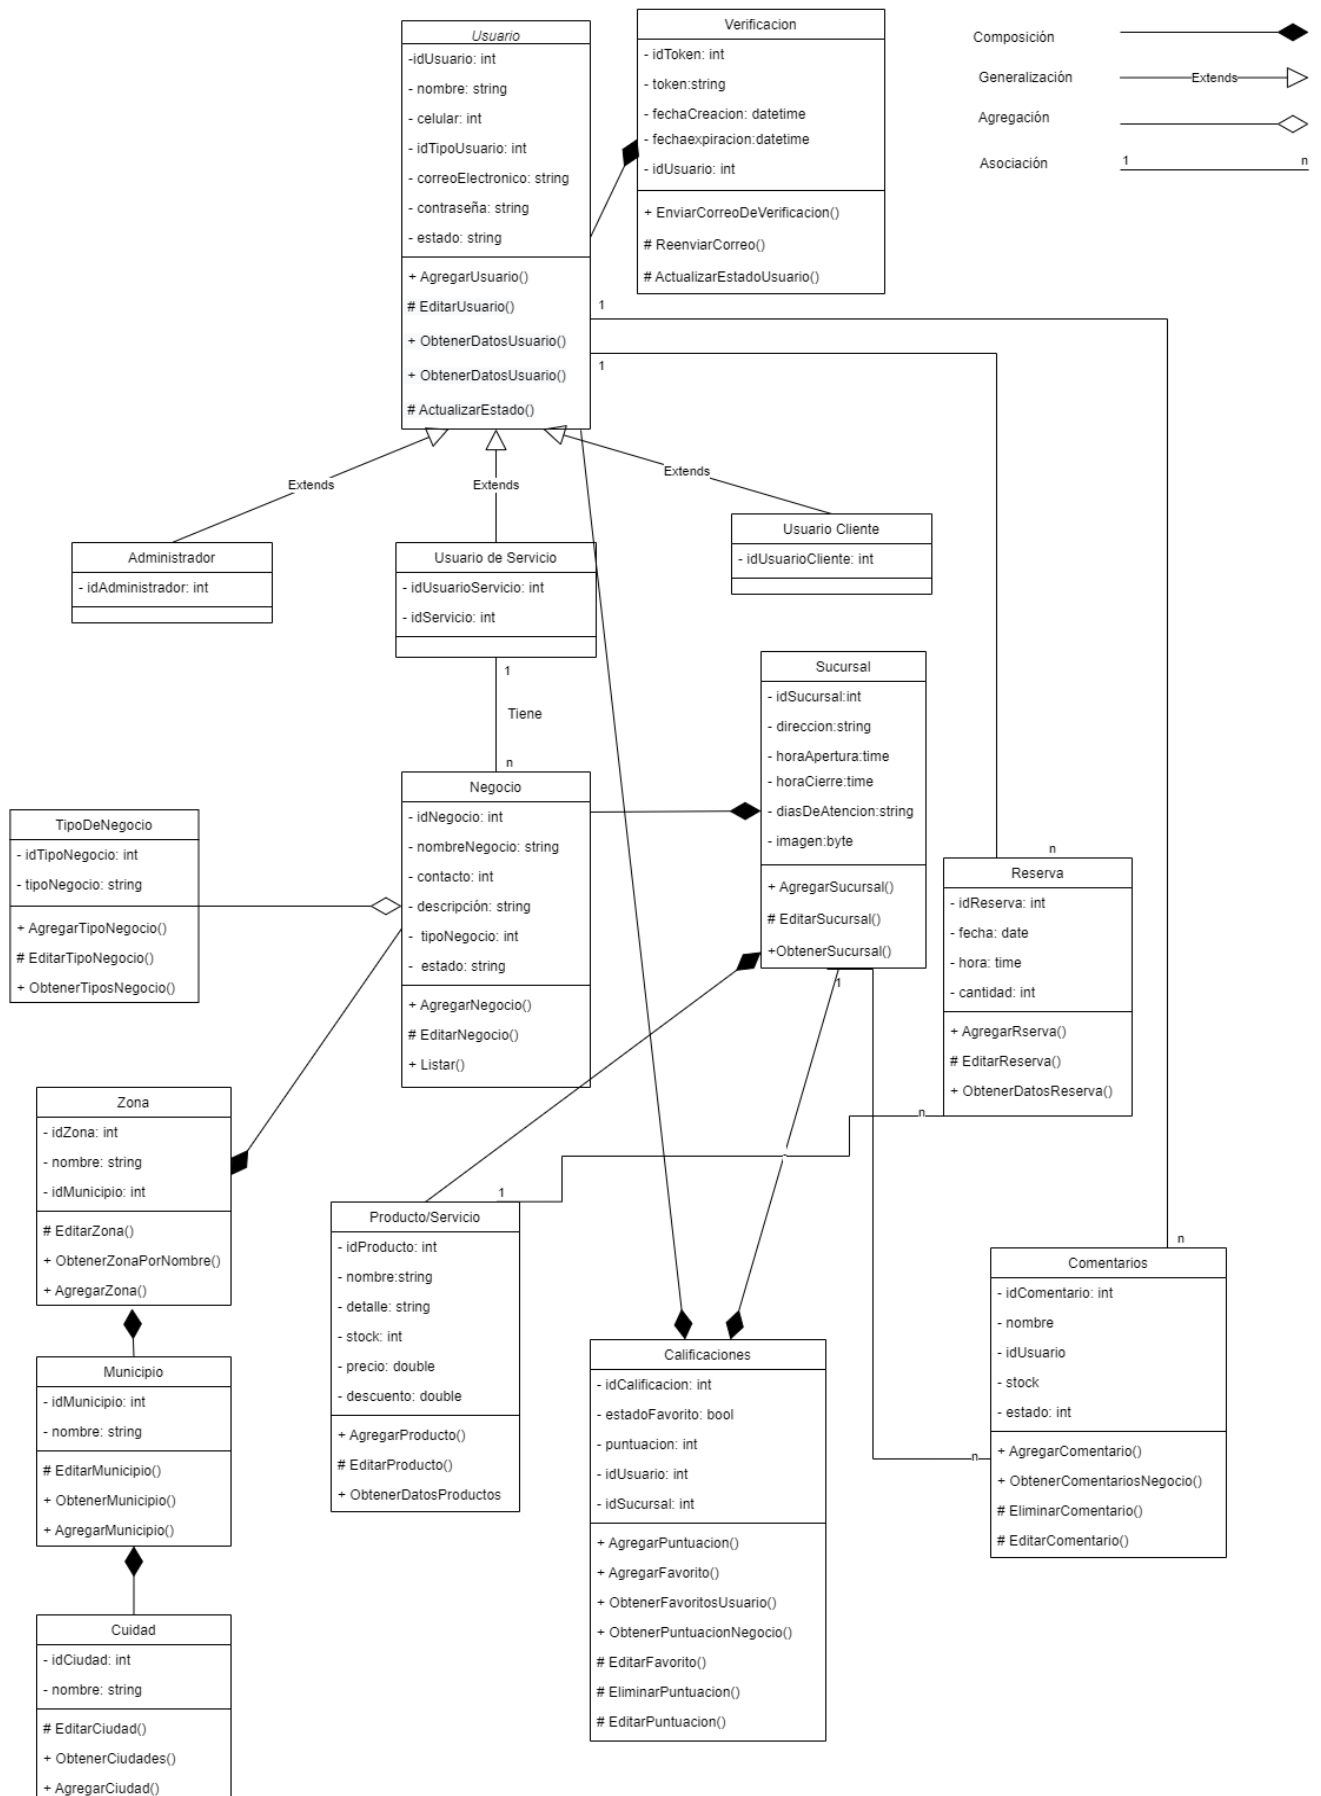 Usuario
-idUsuario: int
- nombre: string
- celular: int
- idTipoUsuario: int
- correoElectronico: string
- contraseña: string
- estado: string
+ AgregarUsuario()
# EditarUsuario()
+ ObtenerDatosUsuario()
+ ObtenerDatosUsuario()
# ActualizarEstado()
Verificacion
- idToken: int
- token:string
- fechaCreacion: datetime
- fechaexpiracion:datetime
- idUsuario: int
+ EnviarCorreoDeVerificacion()
# ReenviarCorreo()
# ActualizarEstadoUsuario()
Composición
Generalización
Extends
Agregación
Asociación
1
n
1
1
Extends
Extends
Extends
Administrador
- idAdministrador: int
Usuario de Servicio
- idUsuarioServicio: int
- idServicio: int
Usuario Cliente
- idUsuarioCliente: int
1
Tiene
n
Sucursal
- idSucursal:int
- direccion:string
- horaApertura:time
- horaCierre:time
- diasDeAtencion:string
- imagen:byte
+ AgregarSucursal()
# EditarSucursal()
+ObtenerSucursal()
1
Negocio
- idNegocio: int
- nombreNegocio: string
- contacto: int
- descripción: string
- tipoNegocio: int
- estado: string
+ AgregarNegocio()
# EditarNegocio()
+ Listar()
TipoDeNegocio
- idTipoNegocio: int
- tipoNegocio: string
+ AgregarTipoNegocio()
# EditarTipoNegocio()
+ ObtenerTiposNegocio()
n
Reserva
- idReserva: int
- fecha: date
- hora: time
- cantidad: int
+ AgregarRserva()
# EditarReserva()
+ ObtenerDatosReserva()
n
Zona
- idZona: int
- nombre: string
- idMunicipio: int
# EditarZona()
+ ObtenerZonaPorNombre()
+ AgregarZona()
1
Producto/Servicio
- idProducto: int
- nombre:string
- detalle: string
- stock: int
- precio: double
- descuento: double
+ AgregarProducto()
# EditarProducto()
+ ObtenerDatosProductos
n
Comentarios
- idComentario: int
- nombre
- idUsuario
- stock
- estado: int
+ AgregarComentario()
+ ObtenerComentariosNegocio()
# EliminarComentario()
# EditarComentario()
n
Calificaciones
- idCalificacion: int
- estadoFavorito: bool
- puntuacion: int
- idUsuario: int
- idSucursal: int
+ AgregarPuntuacion()
+ AgregarFavorito()
+ ObtenerFavoritosUsuario()
+ ObtenerPuntuacionNegocio()
# EditarFavorito()
# EliminarPuntuacion()
# EditarPuntuacion()
Municipio
- idMunicipio: int
- nombre: string
# EditarMunicipio()
+ ObtenerMunicipio()
+ AgregarMunicipio()
Cuidad
- idCiudad: int
- nombre: string
# EditarCiudad()
+ ObtenerCiudades()
+ AgregarCiudad()